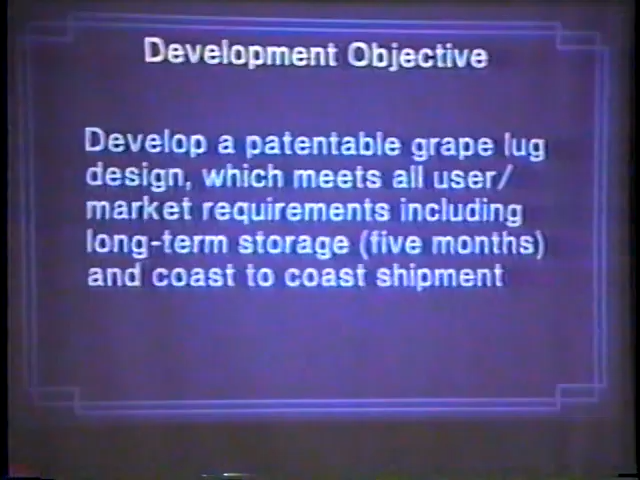 Development Objective
Develop a patentable grape lug
design, which meets all user/
market requirements including
long-term storage (five months)
and coast to coast shipment